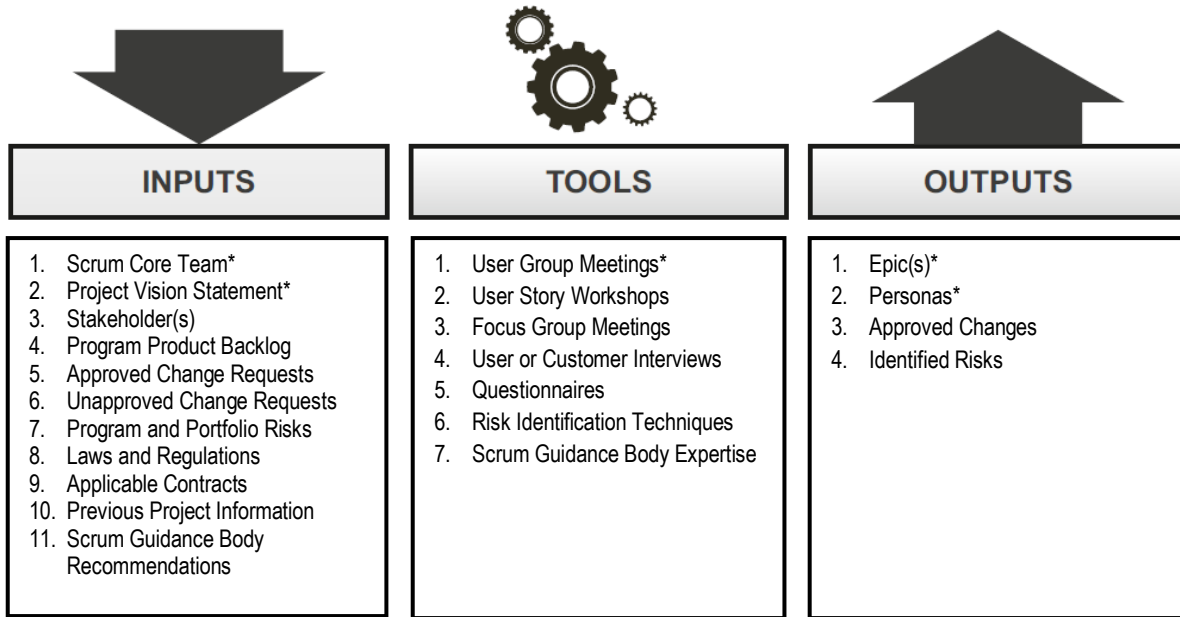 INPUTS
1. Scrum Core Team*
2. Project Vision Statement*
3. Stakeholder(s)
4. Program Product Backlog
5. Approved Change Requests
6. Unapproved Change Requests
7. Program and Portfolio Risks
8. Laws and Regulations
9. Applicable Contracts
10. Previous Project Information
11. Scrum Guidance Body
Recommendations
TOOLS
1. User Group Meetings*
2. User Story Workshops
3. Focus Group Meetings
4. User or Customer Interviews
5. Questionnaires
6. Risk Identification Techniques
7. Scrum Guidance Body Expertise
OUTPUTS
1. Epic(s)*
2. Personas*
3. Approved Changes
4. Identified Risks